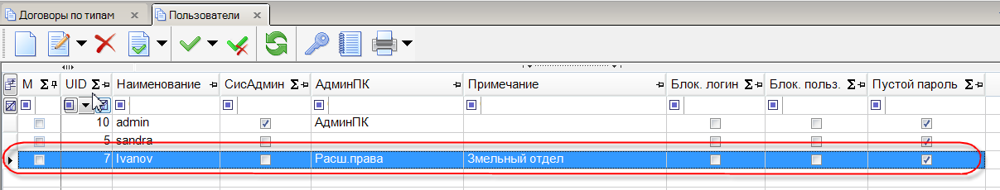 Договоры по типам Пользователи
М Σ UID Σ Наименование СисАдмин Σ АдминПК Примечание Блок. логин Σ Блок. польз. Σ Пустой пароль Σ
10 admin АдминПК
5 sandra
7 Ivanov Расш.права Змельный отдел